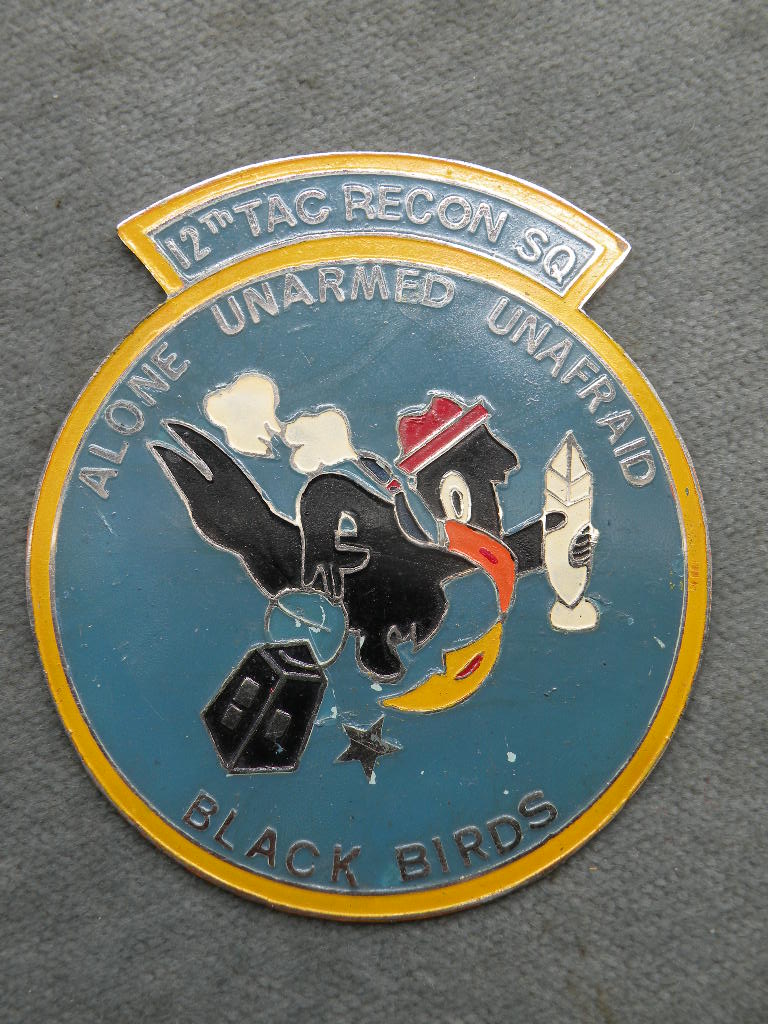 12TH TAC RECON SQ
ALONE UNARMED UNAFRAID
BLACK BIRDS